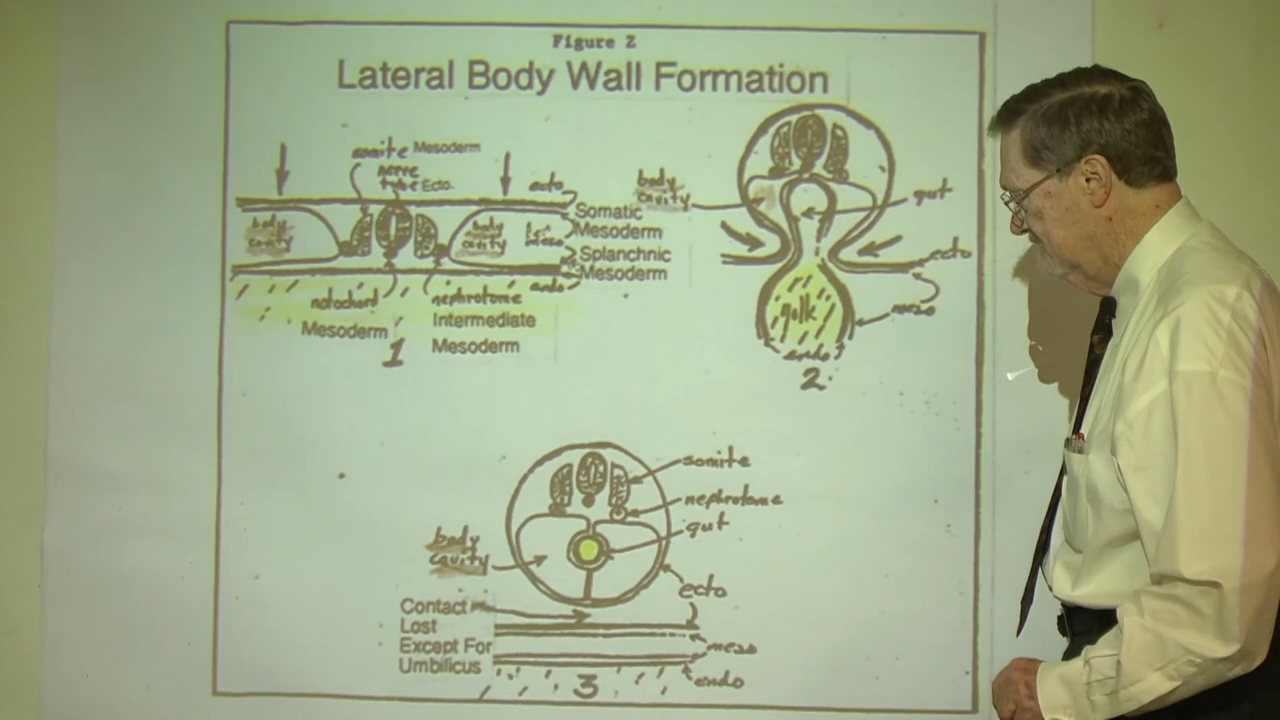 Figure 2
Lateral Body Wall Formation
somite Mesoderm
nerve
tube Ecto.
ecto
body
cavity
body
cavity
Somatic
Mesoderm
Splanchnic
Mesoderm
endo
notochord
nephrotome
Mesoderm
Intermediate
Mesoderm
1
body
cavity
gut
ecto
meso
yolk
endo
2.
somite
nephrotome
gut
body
cavity
ecto
Contact
Lost
Except For
Umbilicus
meso
endo
3